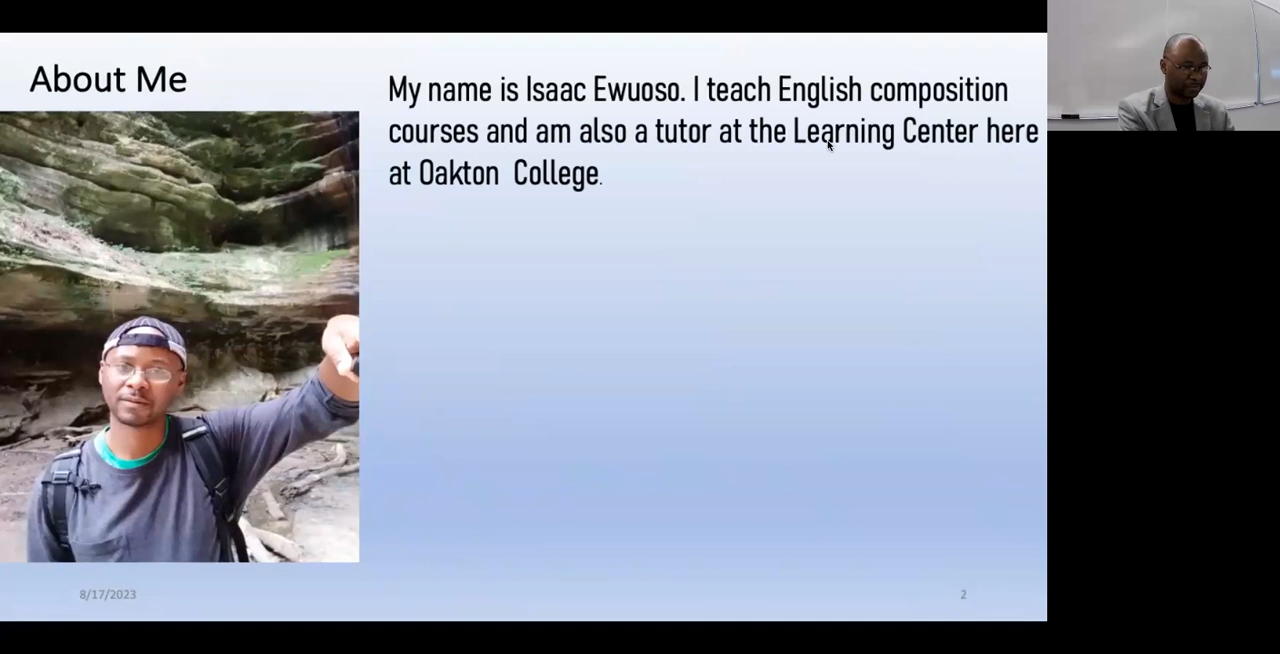 About Me
My name is Isaac Ewuoso. I teach English composition
courses and am also a tutor at the Learning Center here
at Oakton College.
8/17/2023
2